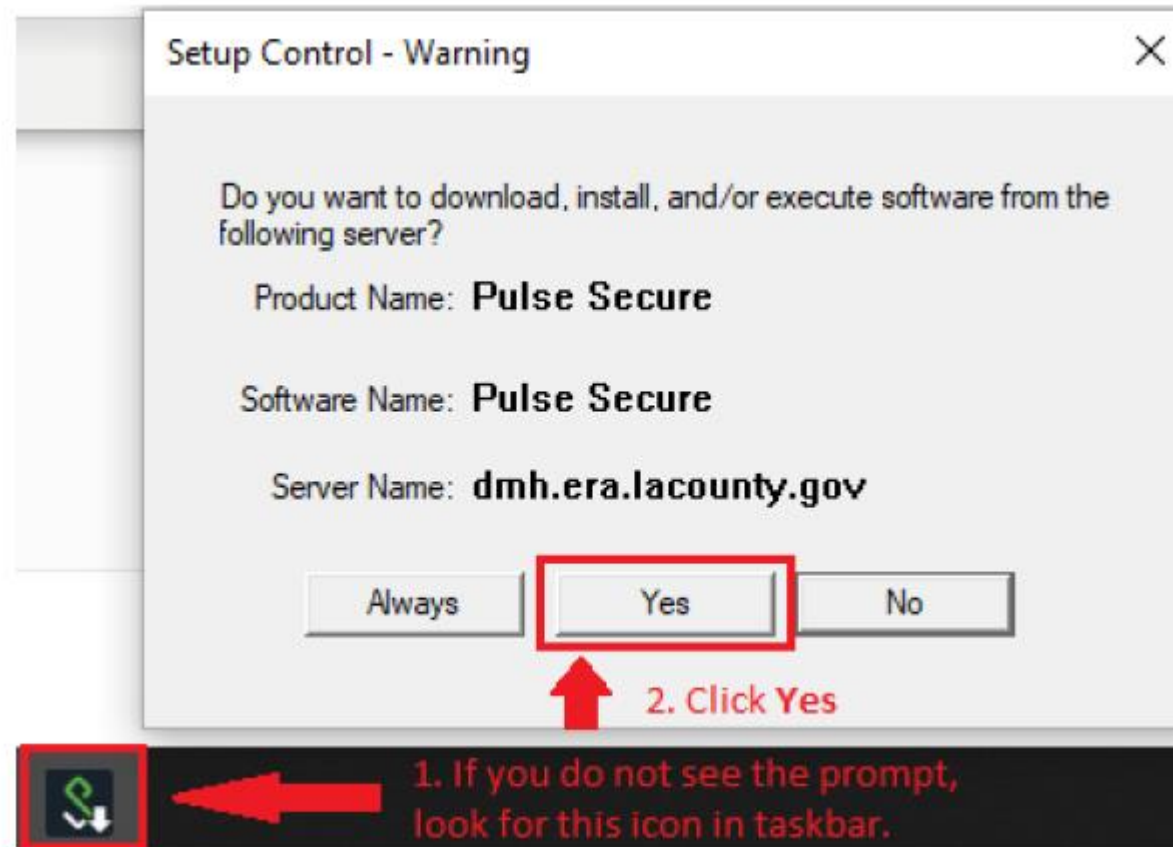 Setup Control - Warning
Do you want to download, install, and/or execute software from the
following server?
Product Name: Pulse Secure
Software Name: Pulse Secure
Server Name: dmh.era.lacounty.gov
Always Yes No
2. Click Yes
1. If you do not see the prompt,
look for this icon in taskbar.